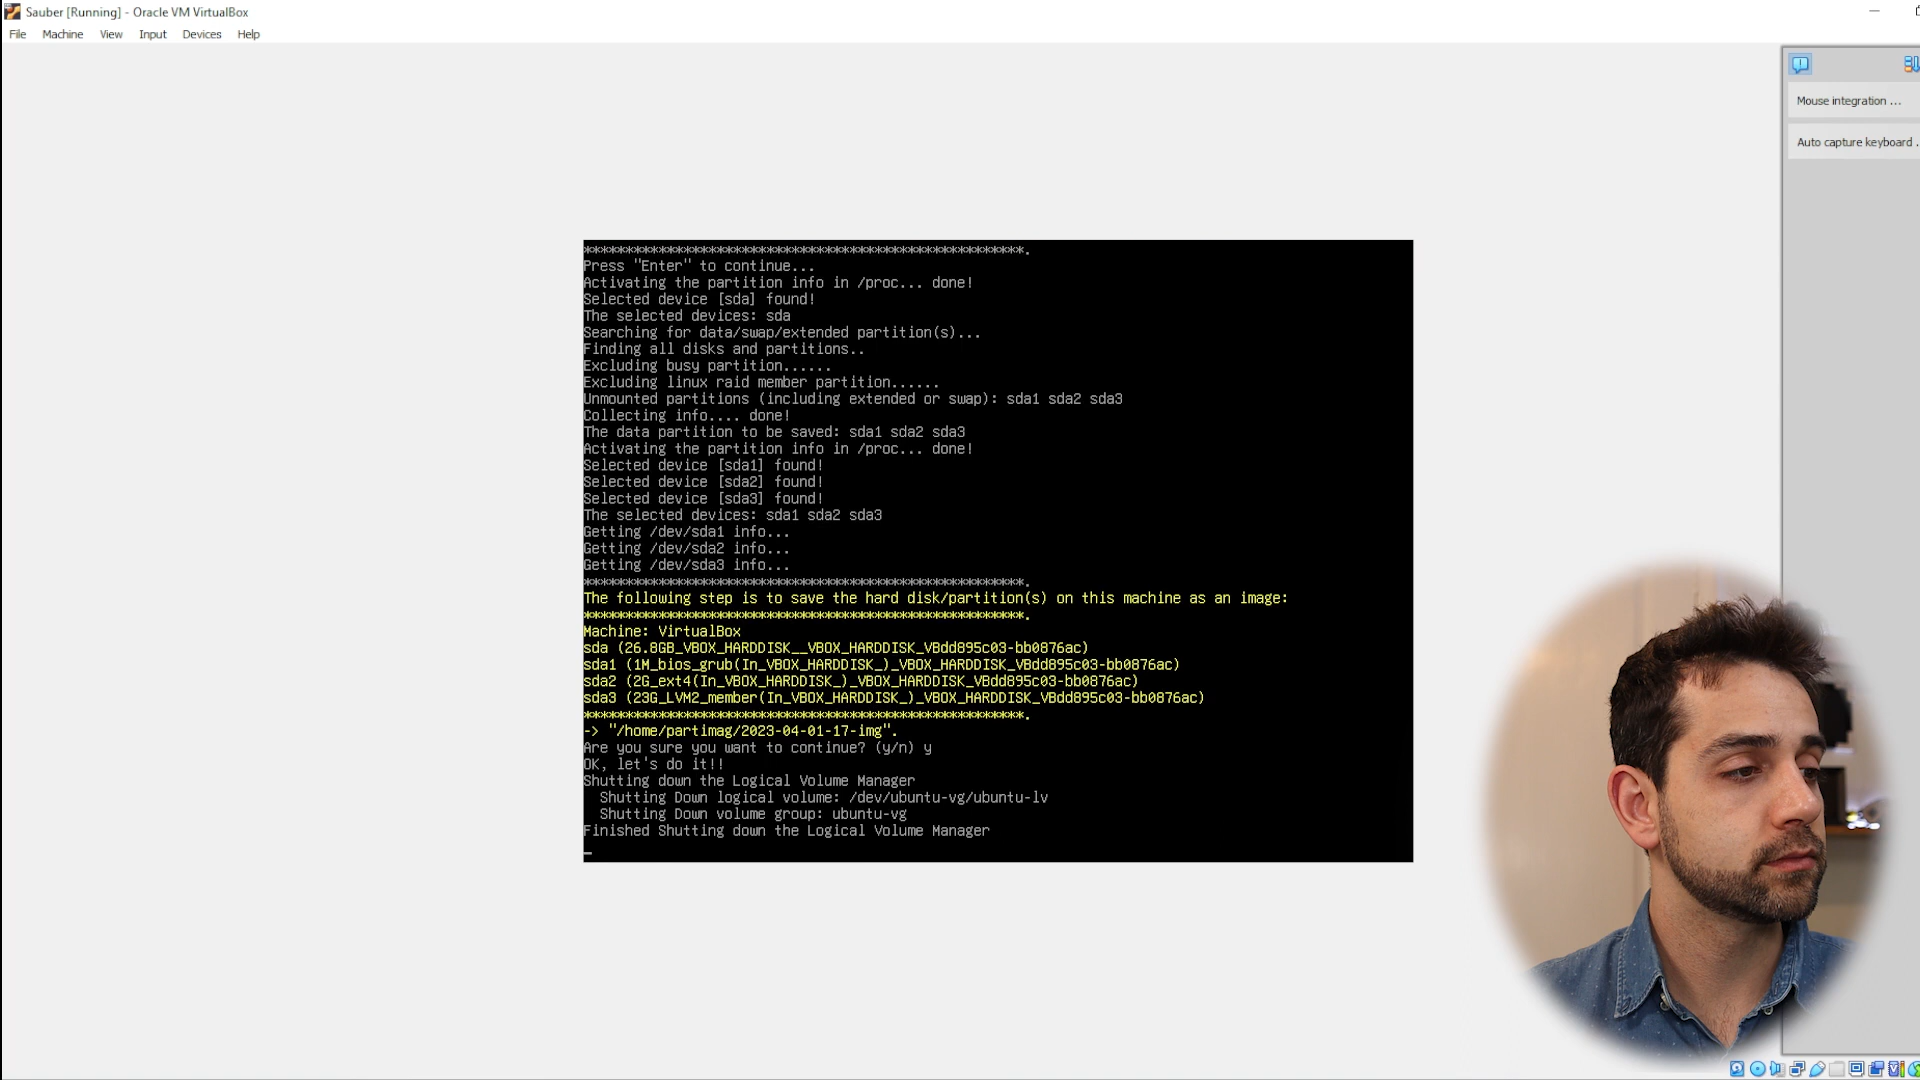 Sauber [Running] - Oracle VM VirtualBox
File Machine View Input Devices Help
Mouse integration ...
Auto capture keyboard .
*****************************************************.
Press "Enter" to continue...
Activating the partition info in /proc... done!
Selected device [sda] found!
The selected devices: sda
Searching for data/swap/extended partition(s)...
Finding all disks and partitions..
Excluding busy partition......
Excluding linux raid member partition......
Unmounted partitions (including extended or swap): sda1 sda2 sda3
Collecting info.... done!
The data partition to be saved: sda1 sda2 sda3
Activating the partition info in /proc... done!
Selected device [sda1] found!
Selected device [sda2] found!
Selected device [sda3] found!
The selected devices: sda1 sda2 sda3
Getting /dev/sda1 info...
Getting /dev/sda2 info...
Getting /dev/sda3 info...
*****************************************************.
The following step is to save the hard disk/partition(s) on this machine as an image:
*****************************************************.
Machine: VirtualBox
sda (26.8GB_VBOX_HARDDISK__VBOX_HARDDISK_VBdd895c03-bb0876ac)
sda1 (1M_bios_grub(In_VBOX_HARDDISK_)_VBOX_HARDDISK_VBdd895c03-bb0876ac)
sda2 (2G_ext4(In_VBOX_HARDDISK_)_VBOX_HARDDISK_VBdd895c03-bb0876ac)
sda3 (23G_LVM2_member(In_VBOX_HARDDISK_)_VBOX_HARDDISK_VBdd895c03-bb0876ac)
*****************************************************.
-> "/home/partimag/2023-04-01-17-img".
Are you sure you want to continue? (y/n) y
OK, let's do it!!
Shutting down the Logical Volume Manager
Shutting Down logical volume: /dev/ubuntu-vg/ubuntu-lv
Shutting Down volume group: ubuntu-vg
Finished Shutting down the Logical Volume Manager